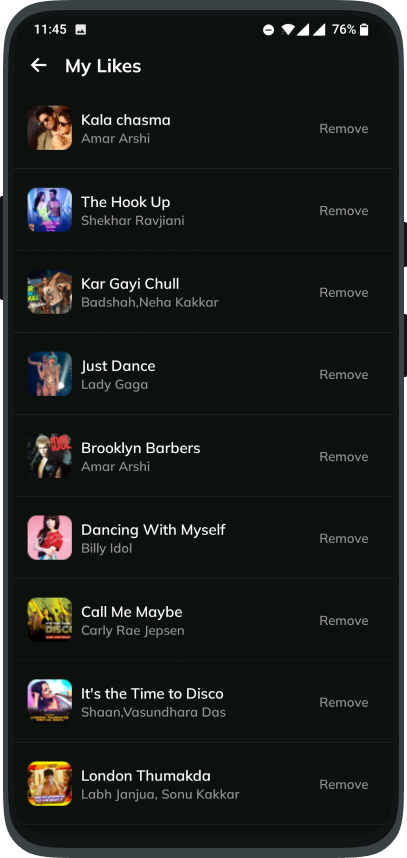 11:45 76%
My Likes
Kala chasma
Amar Arshi
Remove
The Hook Up
Shekhar Ravjiani
Remove
Kar Gayi Chull
Badshah,Neha Kakkar
Remove
Just Dance
Lady Gaga
Remove
IDOL
Brooklyn Barbers
Amar Arshi
Remove
Dancing With Myself
Billy Idol
Remove
DISCO
Call Me Maybe
Carly Rae Jepsen
Remove
It's the Time to Disco
Shaan,Vasundhara Das
Remove
London Thumakda
Labh Janjua, Sonu Kakkar
Remove